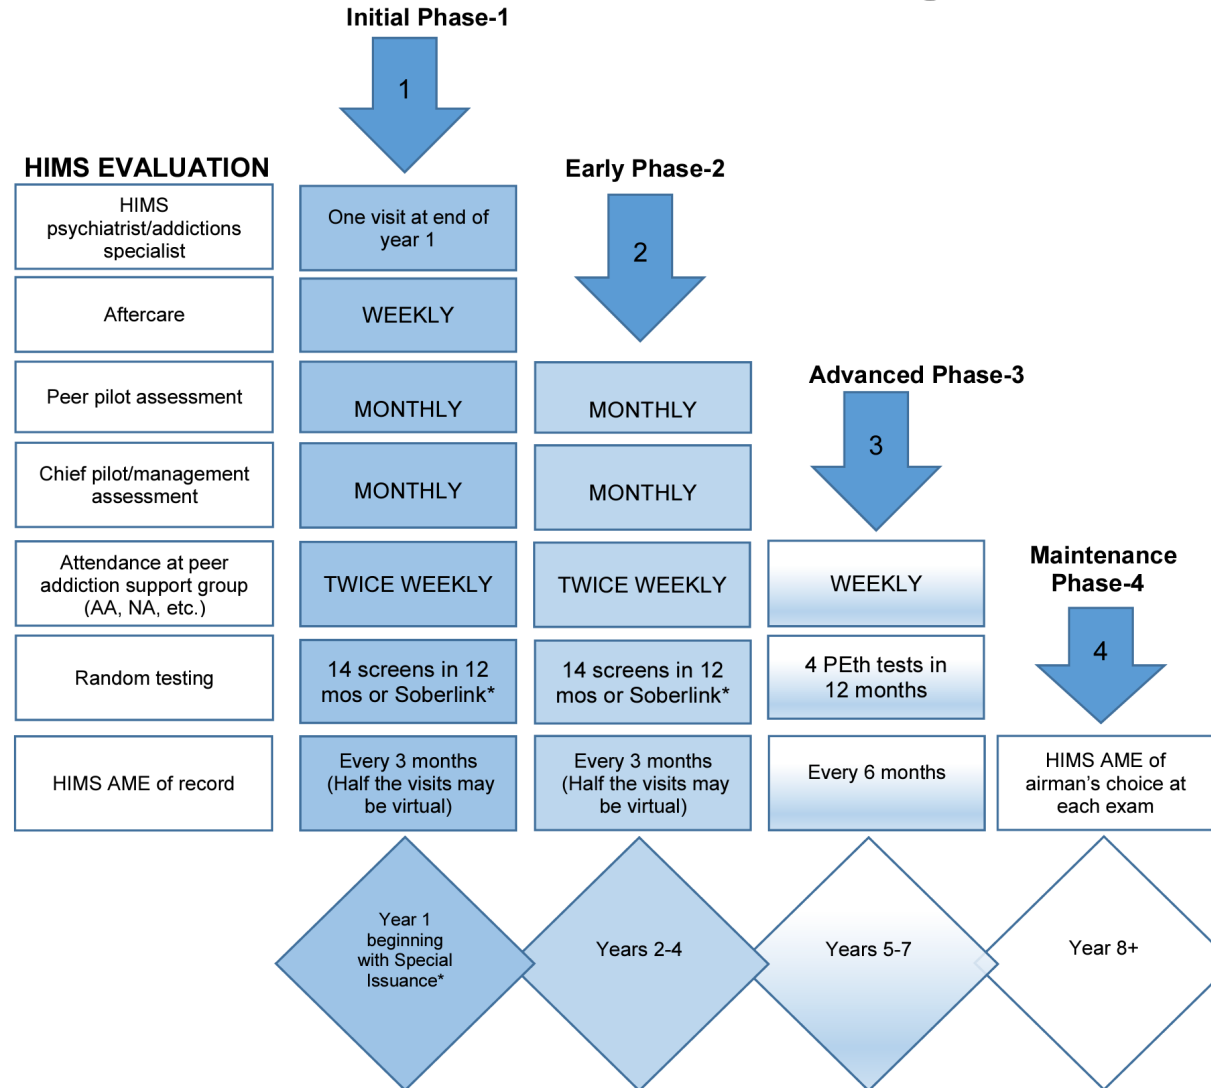 Initial Phase-1
1
HIMS EVALUATION
Early Phase-2
HIMS
psychiatrist/addictions
specialist
One visit at end of
year 1
2
Aftercare
WEEKLY
Advanced Phase-3
Peer pilot assessment
MONTHLY
MONTHLY
3
Chief pilot/management
assessment
MONTHLY
MONTHLY
Maintenance
Phase-4
Attendance at peer
addiction support group
(AA, NA, etc.)
TWICE WEEKLY
TWICE WEEKLY
WEEKLY
4
Random testing
14 screens in 12
mos or Soberlink*
14 screens in 12
mos or Soberlink*
4 PEth tests in
12 months
HIMS AME of record
Every 3 months
(Half the visits may
be virtual)
Every 3 months
(Half the visits may
be virtual)
Every 6 months
HIMS AME of
airman’s choice at
each exam
Year 1
beginning
with Special
Issuance*
Years 2-4
Years 5-7
Year 8+